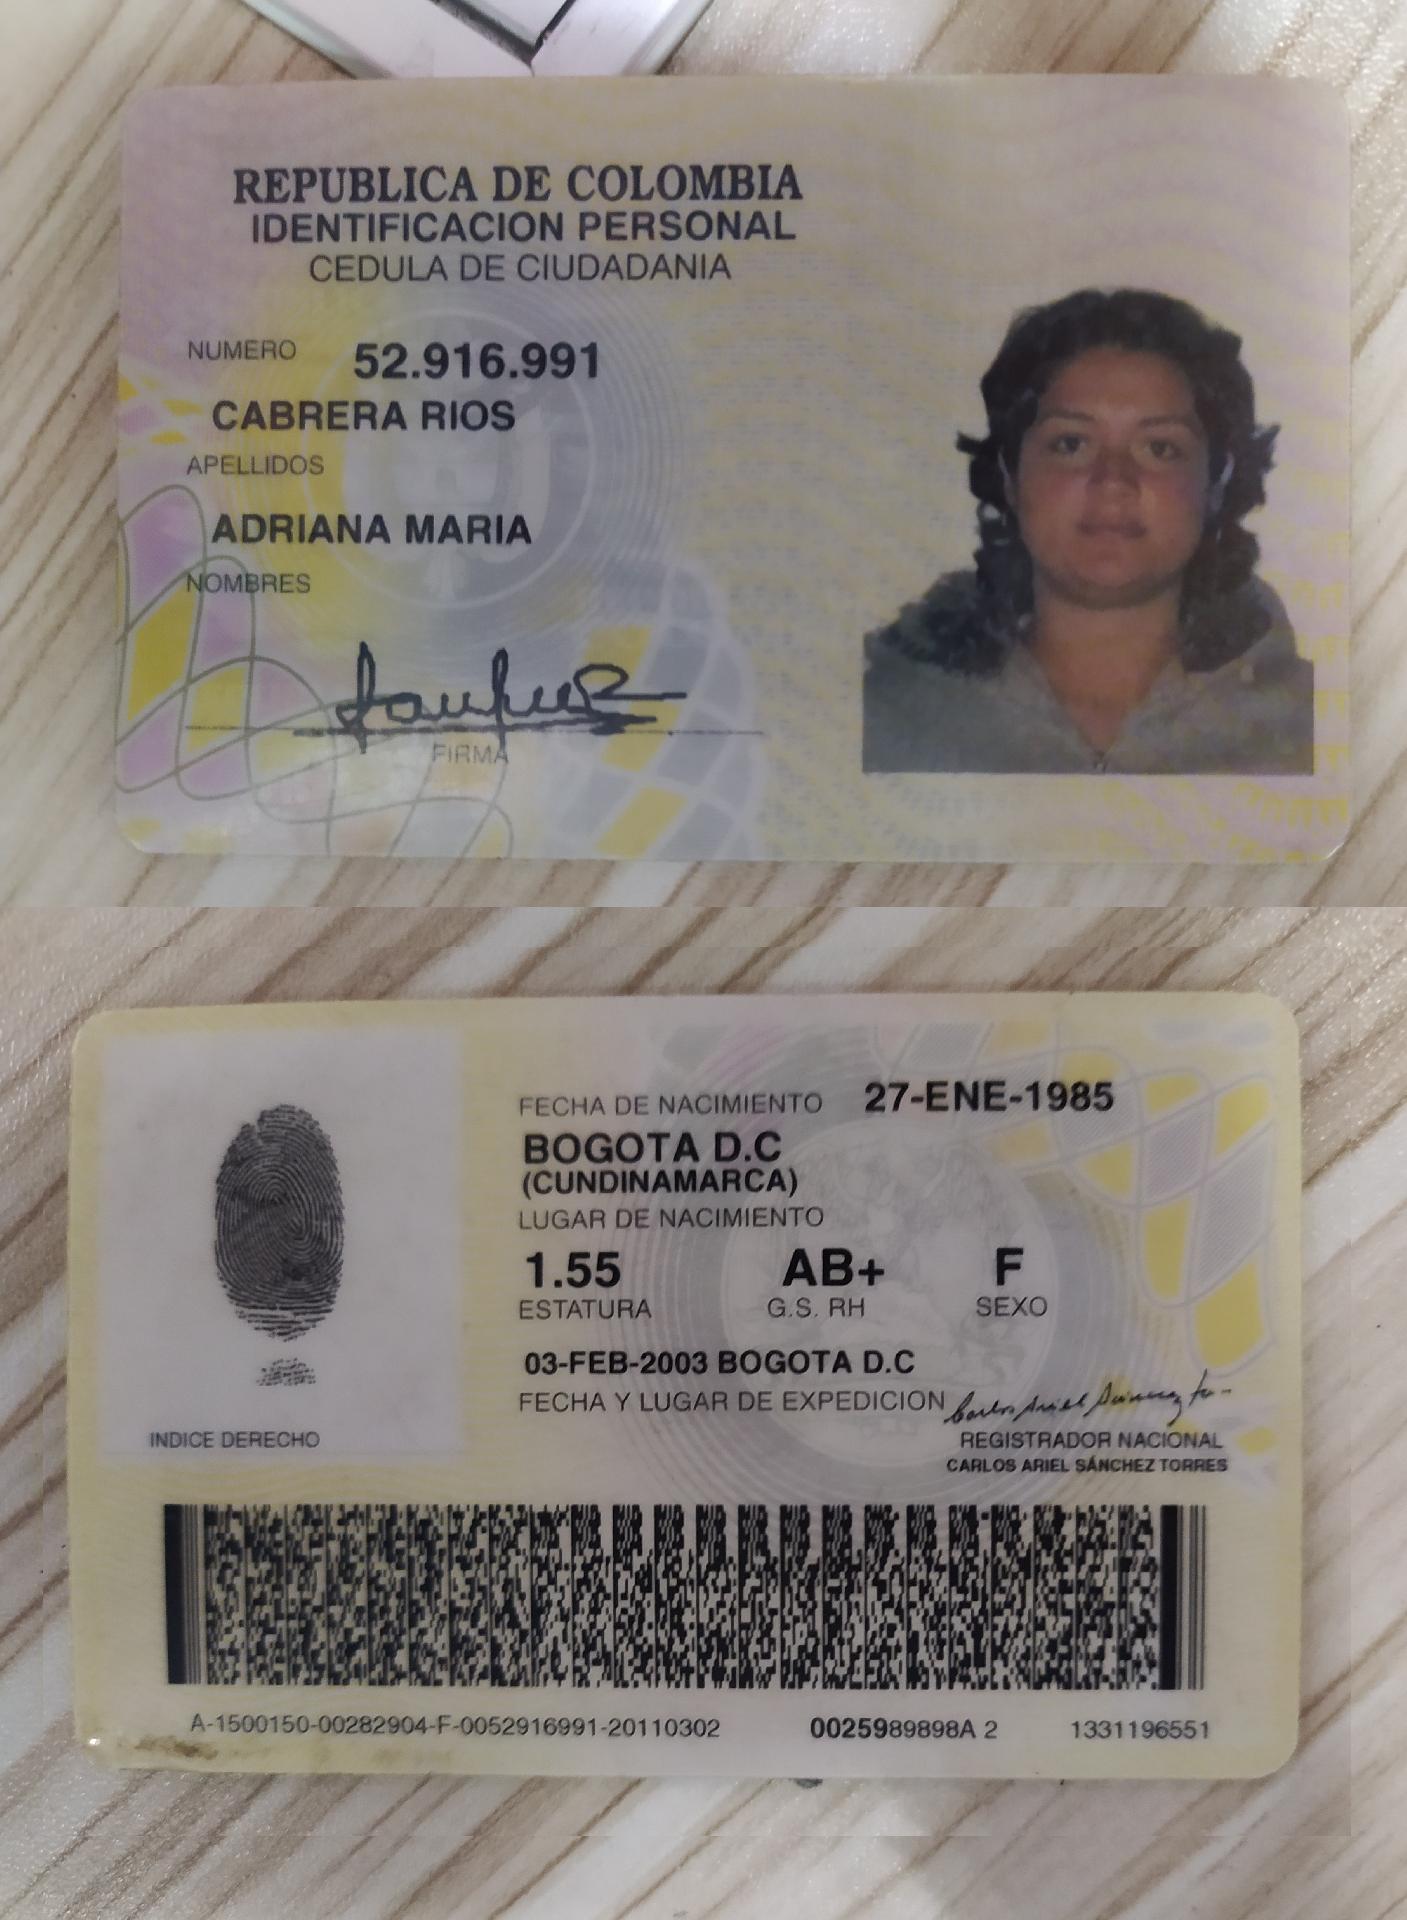 REPUBLICA DE COLOMBIA
IDENTIFICACION PERSONAL
CEDULA DE CIUDADANIA
NUMERO 52.916.991
CABRERA RIOS
APELLIDOS
ADRIANA MARIA
NOMBRES
FIRMA
FECHA DE NACIMIENTO 27-ENE-1985
BOGOTA D.C
(CUNDINAMARCA)
LUGAR DE NACIMIENTO
1.55 AB+ F
ESTATURA G.S. RH SEXO
03-FEB-2003 BOGOTA D.C
FECHA Y LUGAR DE EXPEDICION
INDICE DERECHO
REGISTRADOR NACIONAL
CARLOS ARIEL SÁNCHEZ TORRES
A-1500150-00282904-F-0052916991-20110302 0025989898A 2 1331196551